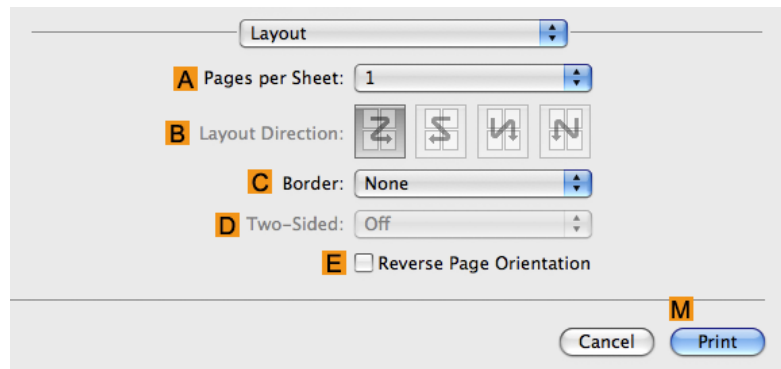 Layout
A Pages per Sheet: 1
B Layout Direction:
C Border: None
D Two-Sided: Off
E Reverse Page Orientation
M
Cancel Print